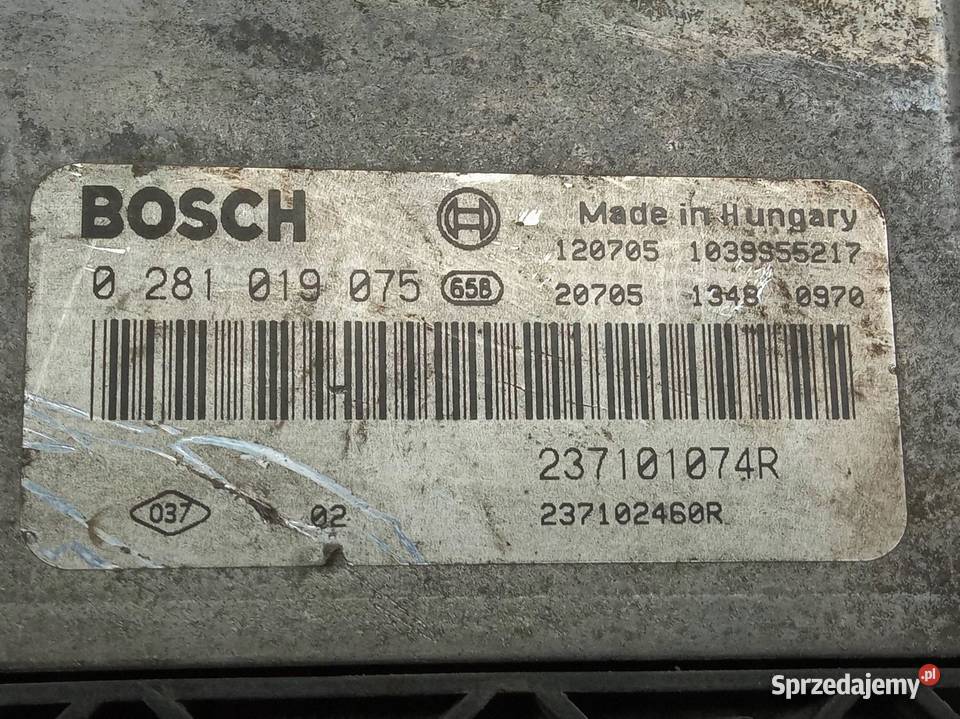 BOSCH
Made in Hungary
120705 1039S55217
0 281 019 075 658
20705 1348 0970
237101074R
037 02
237102460R
Sprzedajemy.pl